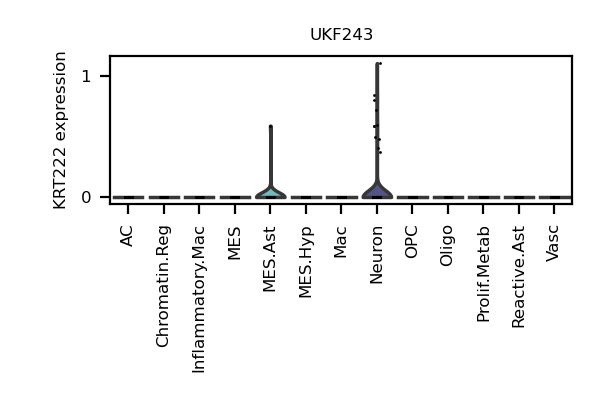 UKF243
KRT222 expression
1
0
AC
Chromatin.Reg
Inflammatory.Mac
MES
MES.Ast
MES.Hyp
Mac
Neuron
OPC
Oligo
Prolif.Metab
Reactive.Ast
Vasc